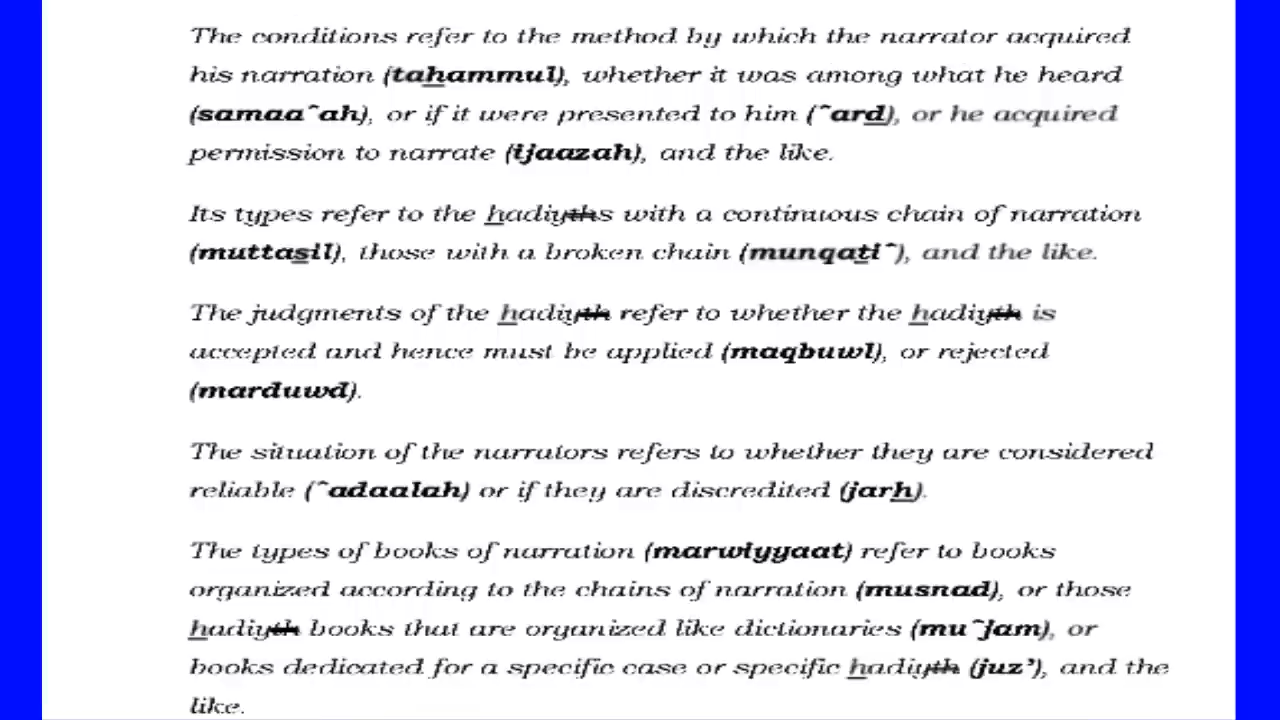 The conditions refer to the method by which the narrator acquired
his narration (tahammul), whether it was among what he heard
(samaaˆah), or if it were presented to him (ˆard), or he acquired
permission to narrate (ijaazah), and the like.
Its types refer to the hadiyths with a continuous chain of narration
(muttasil), those with a broken chain (munqatiˆ), and the like.
The judgments of the hadiyth refer to whether the hadiyth is
accepted and hence must be applied (maqbuwl), or rejected
(marduwd).
The situation of the narrators refers to whether they are considered
reliable (ˆadaalah) or if they are discredited (jarh).
The types of books of narration (marwiyyaat) refer to books
organized according to the chains of narration (musnad), or those
hadiyth books that are organized like dictionaries (muˆjam), or
books dedicated for a specific case or specific hadiyth (juz’), and the
like.